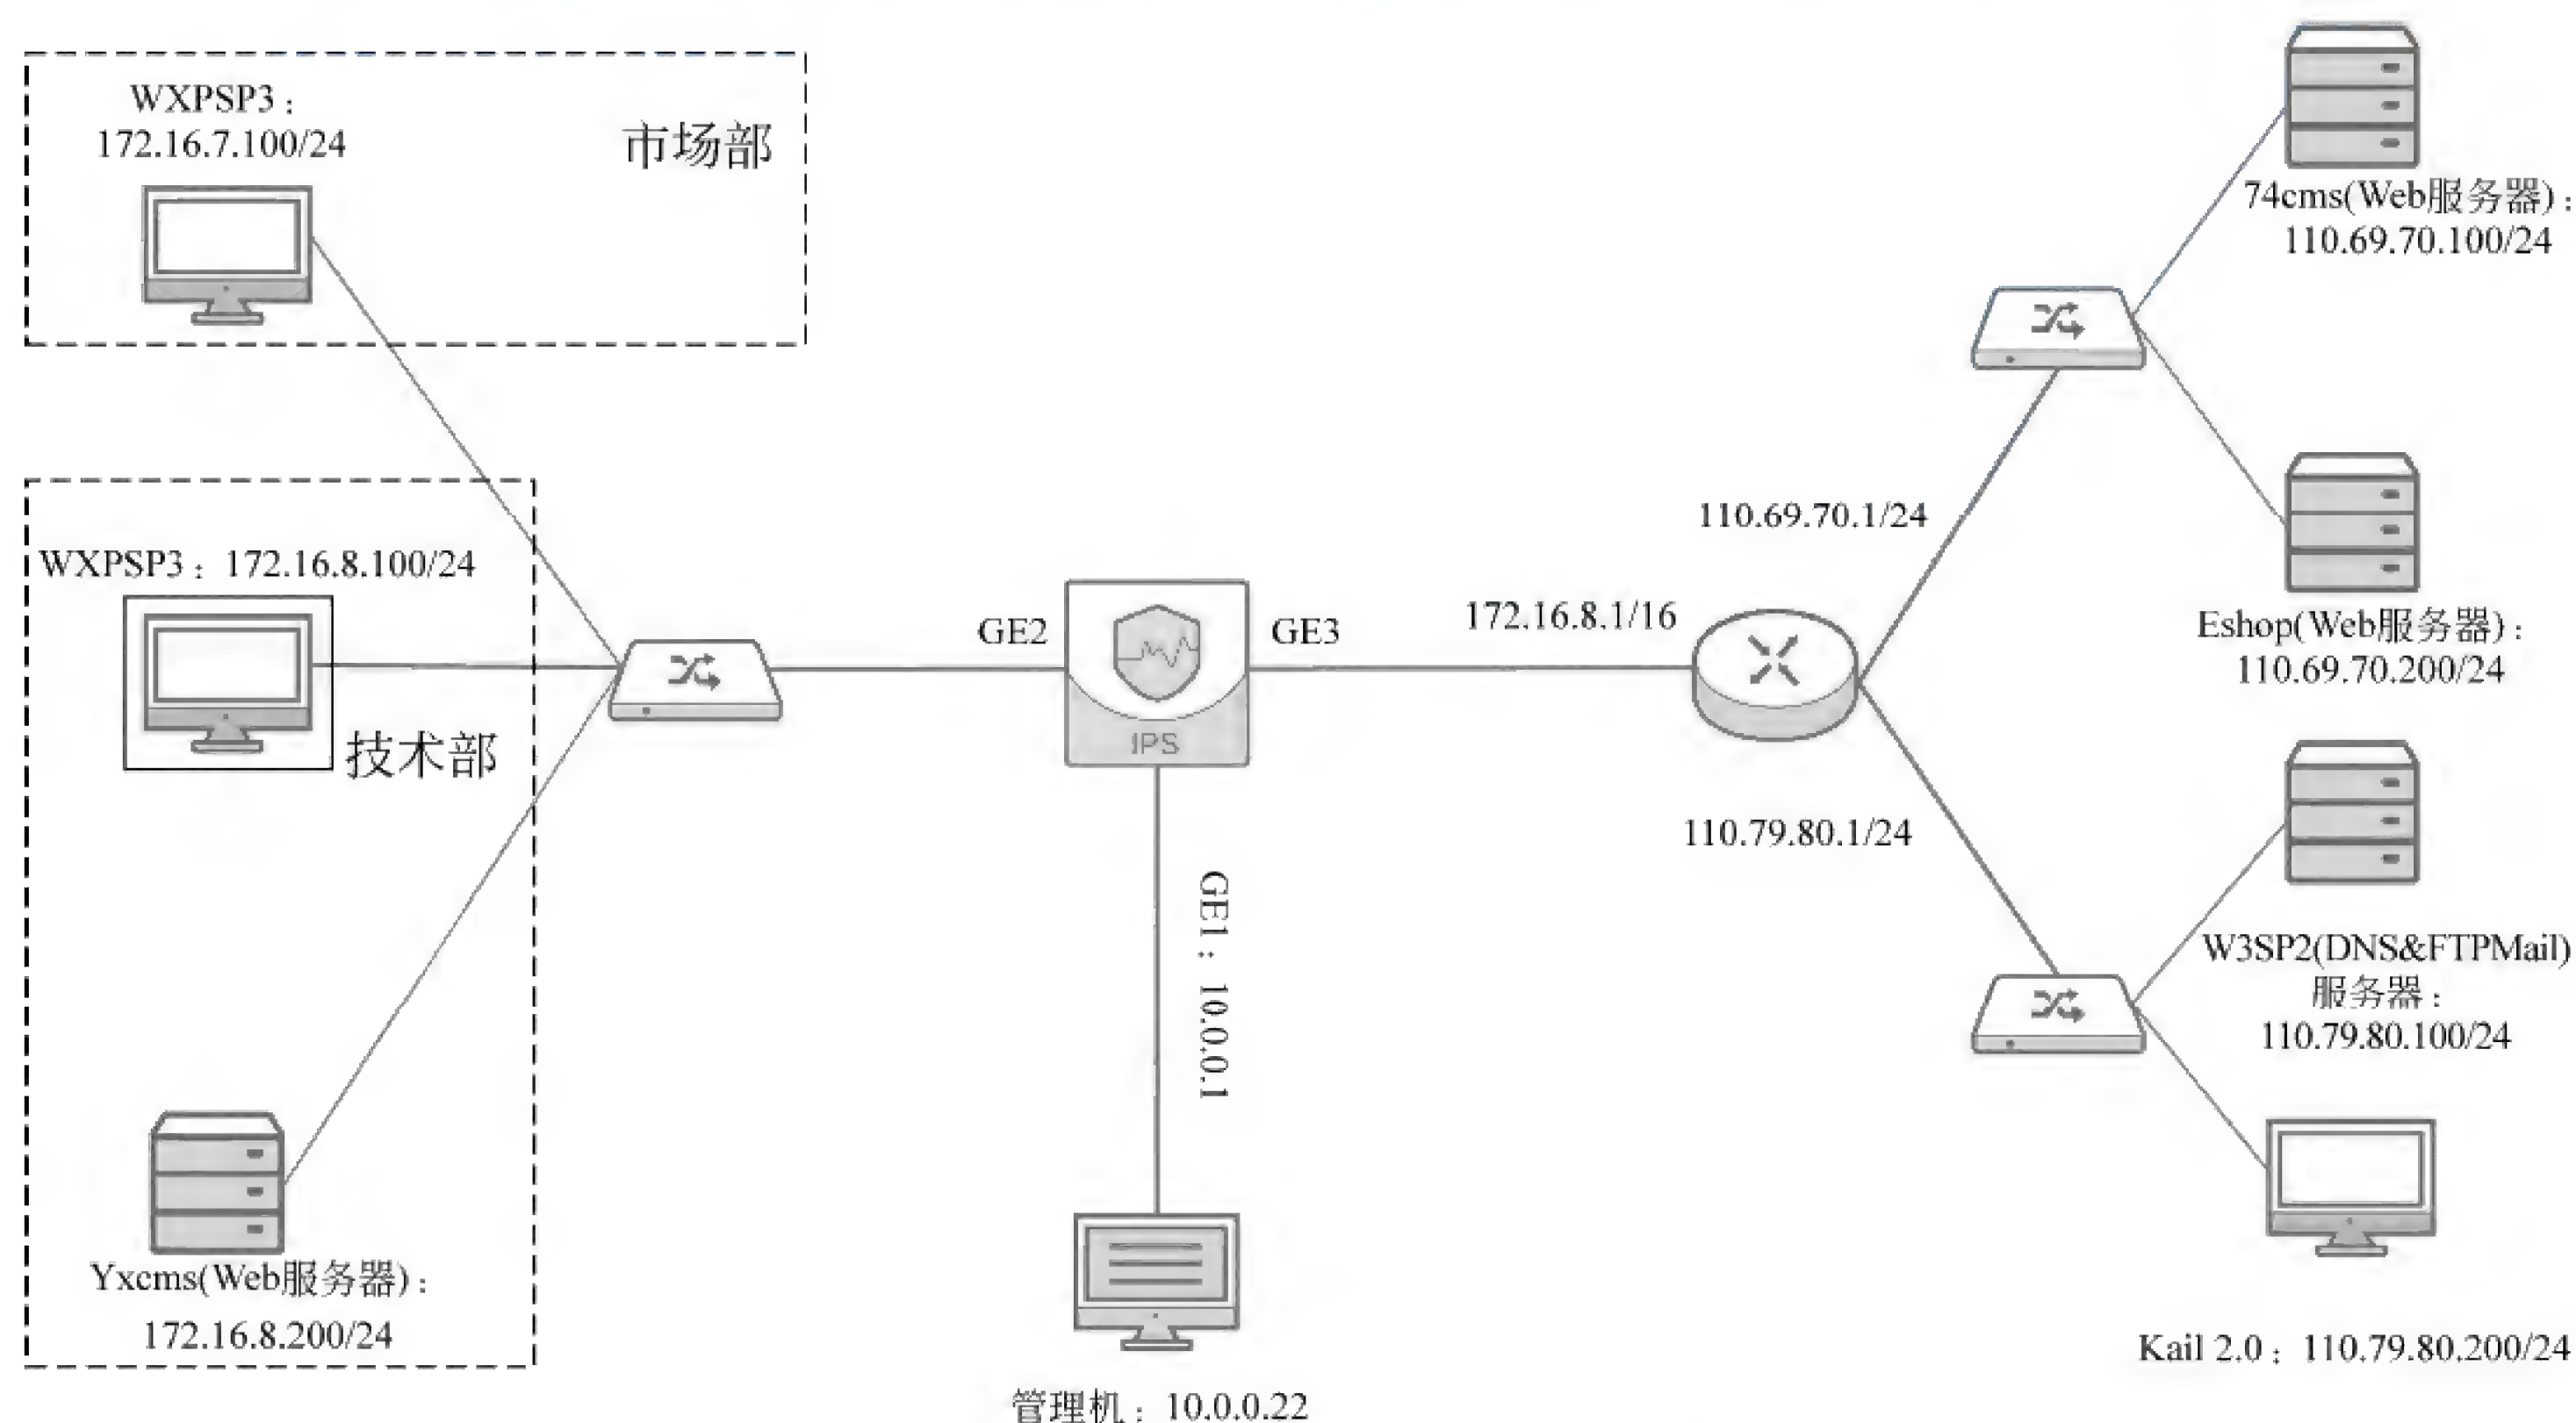 WXPSP3：
172.16.7.100/24
市场部
WXPSP3：172.16.8.100/24
技术部
Yxcms(Web服务器)：
172.16.8.200/24
GE2
IPS
GE3
GE1：10.0.0.1
管理机：10.0.0.22
172.16.8.1/16
110.69.70.1/24
110.79.80.1/24
74cms(Web服务器)：
110.69.70.100/24
Eshop(Web服务器)：
110.69.70.200/24
W3SP2(DNS&FTPMail)
服务器：
110.79.80.100/24
Kail 2.0：110.79.80.200/24